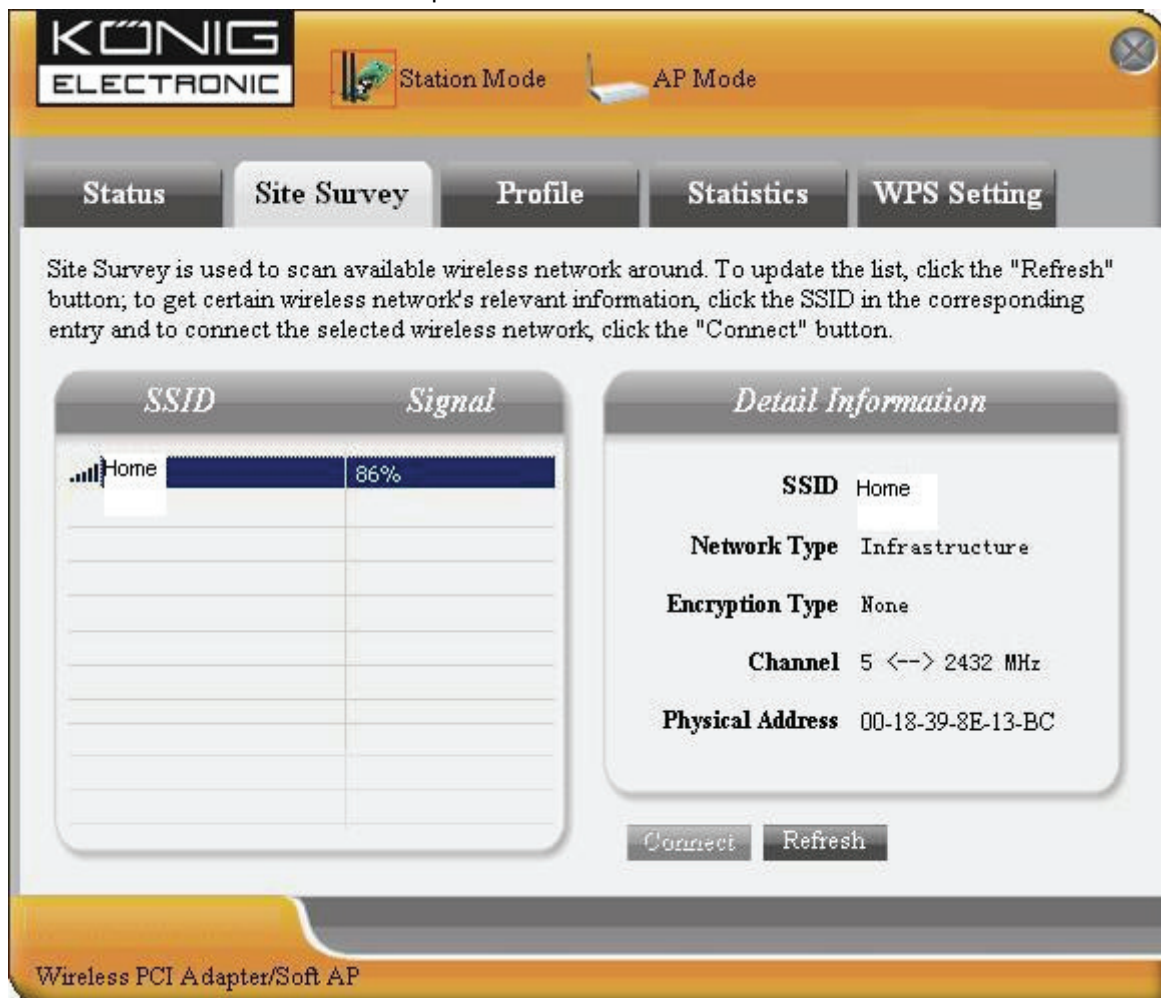 KÖNIG
ELECTRONIC
Station Mode AP Mode
Status Site Survey Profile Statistics WPS Setting
Site Survey is used to scan available wireless network around. To update the list, click the "Refresh"
button; to get certain wireless network's relevant information, click the SSID in the corresponding
entry and to connect the selected wireless network, click the "Connect" button.
SSID Signal
Home 86%
Detail Information
SSID Home
Network Type Infrastructure
Encryption Type None
Channel 5 <--> 2432 MHz
Physical Address 00-18-39-8E-13-BC
Connect Refresh
Wireless PCI Adapter/Soft AP